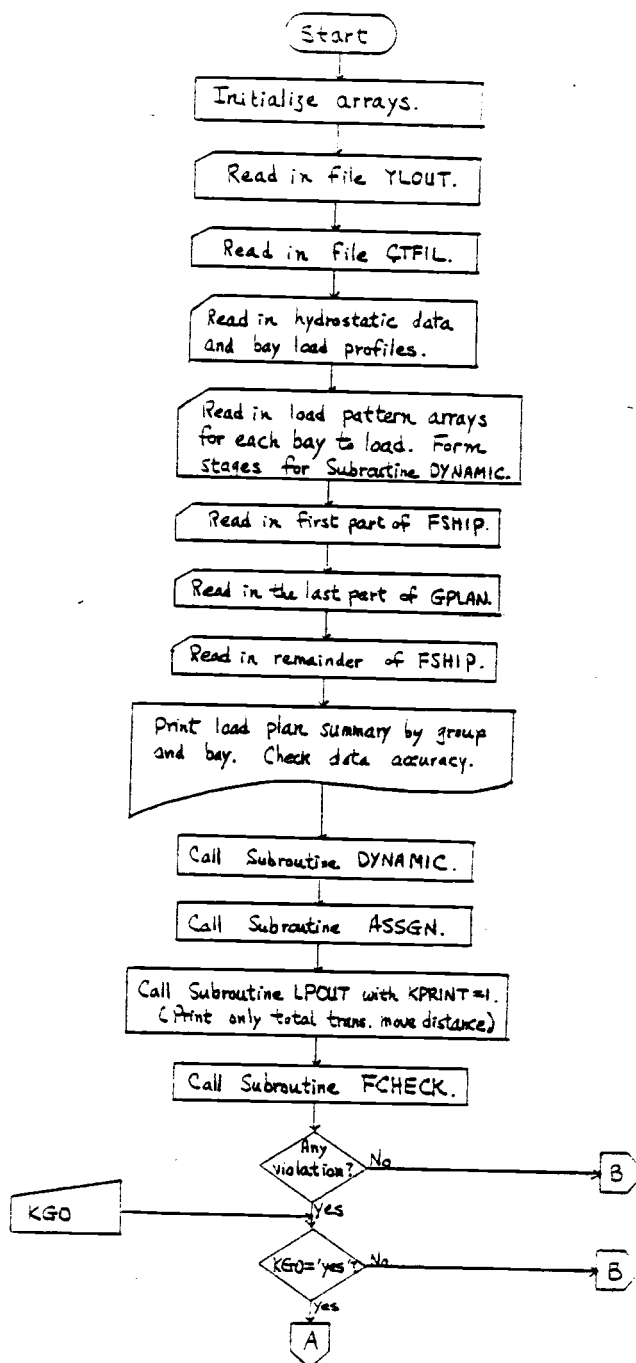 Start
Initialize arrays.
Read in file YLOUT.
Read in file CTFIL.
Read in hydrostatic data
and bay load profiles.
Read in load pattern arrays
for each bay to load. Form
stages for Subroutine DYNAMIC.
Read in first part of FSHIP.
Read in the last part of GPLAN.
Read in remainder of FSHIP.
Print load plan summary by group
and bay. Check data accuracy.
Call Subroutine DYNAMIC.
Call Subroutine ASSGN.
Call Subroutine LPOUT with KPRINT=1.
(Print only total trans. move distance)
Call Subroutine FCHECK.
Any
violation?
No
B
yes
KGO
KGO='yes'?
No
B
yes
A